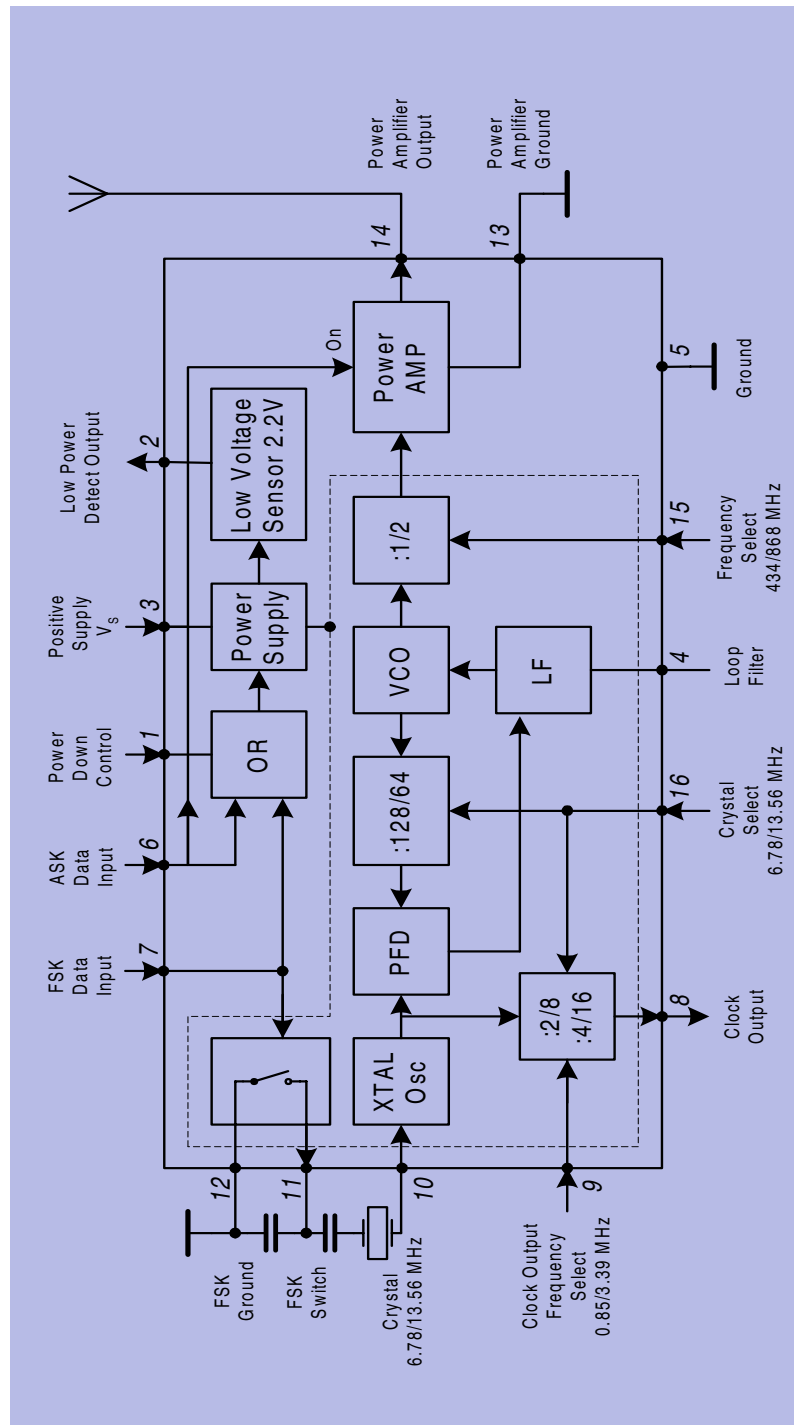 FSK
Data
Input
7
ASK
Data
Input
6
Power
Down
Control
1
Positive
Supply
VS
3
Low Power
Detect Output
2
OR
Power
Supply
Low Voltage
Sensor 2.2V
On
12
FSK
Ground
11
FSK
Switch
10
Crystal
6.78/13.56 MHz
XTAL
Osc
PFD
:128/64
VCO
:1/2
Power
AMP
14
Power
Amplifier
Output
13
Power
Amplifier
Ground
LF
:2/8
:4/16
9
Clock Output
Frequency
Select
0.85/3.39 MHz
8
Clock
Output
16
Crystal
Select
6.78/13.56 MHz
4
Loop
Filter
15
Frequency
Select
434/868 MHz
5
Ground